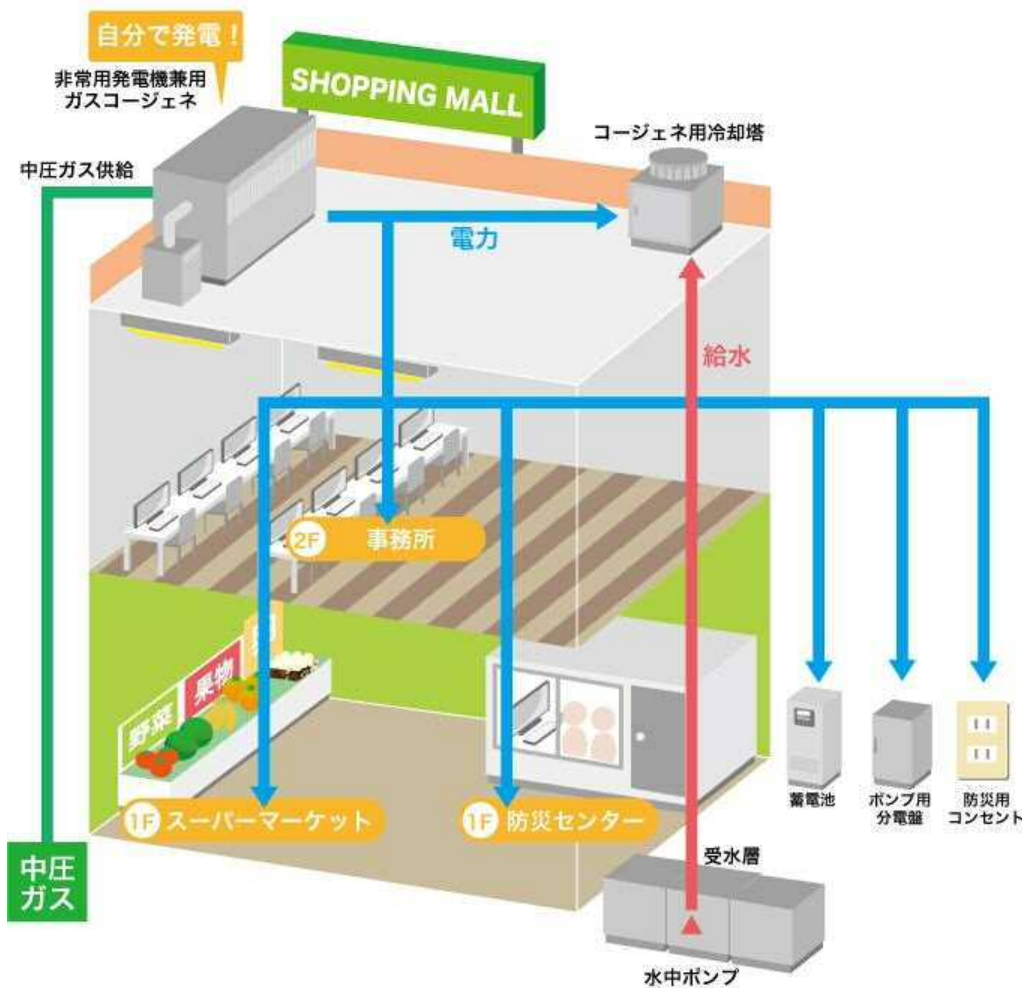 自分で発電！
非常用発電機兼用
ガスコージェネ
SHOPPING MALL
コージェネ用冷却塔
中圧ガス供給
電力
給水
2F 事務所
野菜
果物
1F スーパーマーケット
1F 防災センター
蓄電池
ポンプ用
分電盤
防災用
コンセント
中圧
ガス
受水層
水中ポンプ